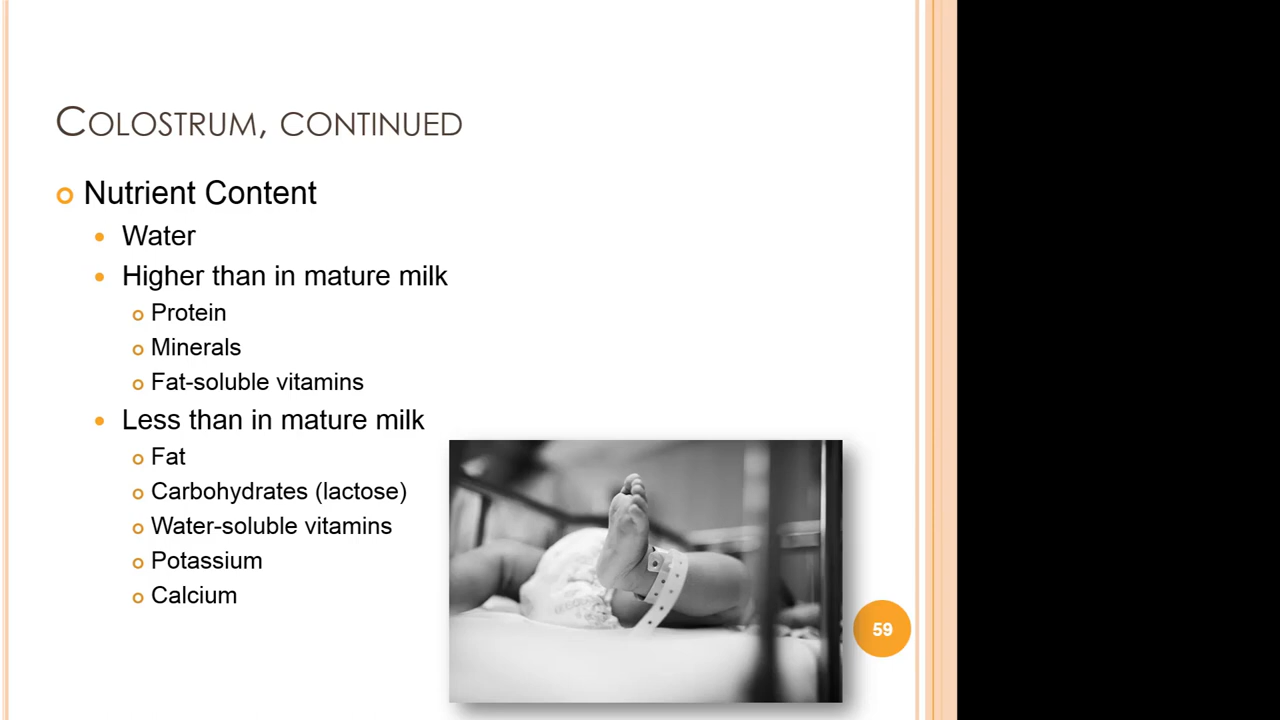 COLOSTRUM, CONTINUED
Nutrient Content
Water
Higher than in mature milk
Protein
Minerals
Fat-soluble vitamins
Less than in mature milk
Fat
Carbohydrates (lactose)
Water-soluble vitamins
Potassium
Calcium
59